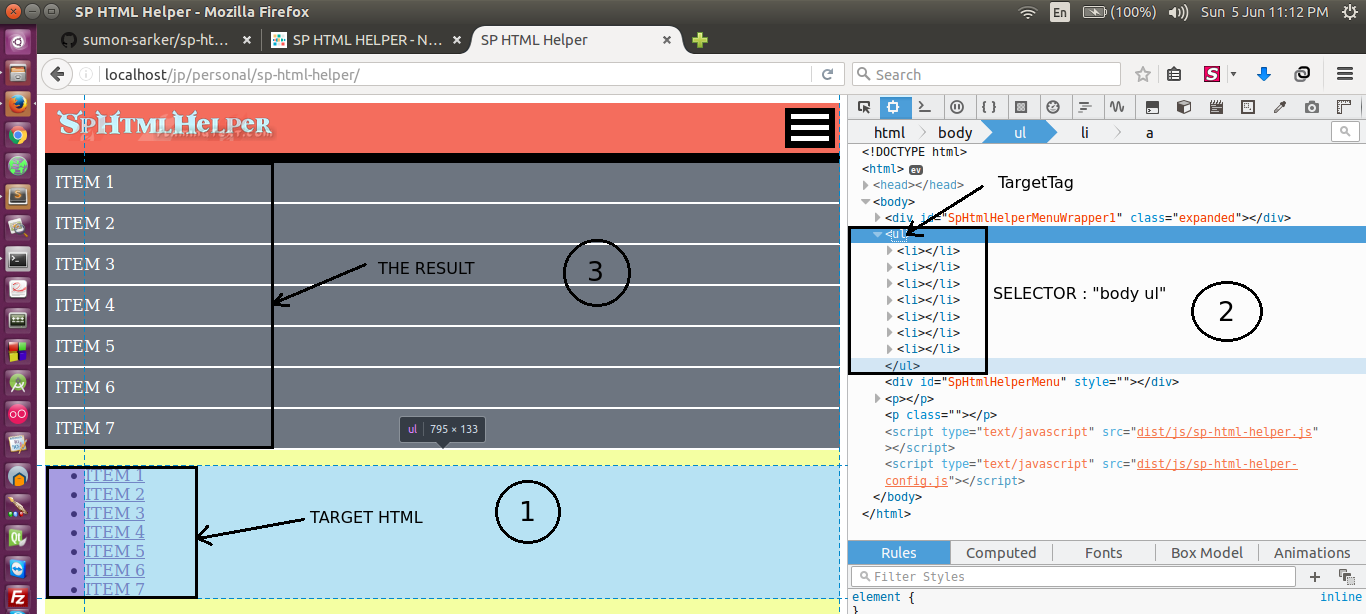 SP HTML Helper - Mozilla Firefox
En (100%) Sun 5 Jun 11:12 PM
sumon-sarker/sp-ht... × SP HTML HELPER - N... × SP HTML Helper ×
localhost/jp/personal/sp-html-helper/ Search
SpHtmlHelper
ITEM 1
ITEM 2
ITEM 3
ITEM 4
ITEM 5
ITEM 6
ITEM 7
THE RESULT
3
ul 795 × 133
ITEM 1
ITEM 2
ITEM 3
ITEM 4
ITEM 5
ITEM 6
ITEM 7
TARGET HTML
1
html body ul li a
<!DOCTYPE html>
<html> ev
<head></head>
TargetTag
<body>
<div id="SpHtmlHelperMenuWrapper1" class="expanded"></div>
<ul>
<li></li>
<li></li>
<li></li>
<li></li>
<li></li>
<li></li>
<li></li>
</ul>
SELECTOR : "body ul"
2
<div id="SpHtmlHelperMenu" style=""></div>
<p></p>
<p class=""></p>
<script type="text/javascript" src="dist/js/sp-html-helper.js"
></script>
<script type="text/javascript" src="dist/js/sp-html-helper-
config.js"></script>
</body>
</html>
Rules Computed Fonts Box Model Animations
Filter Styles
element { inline
}